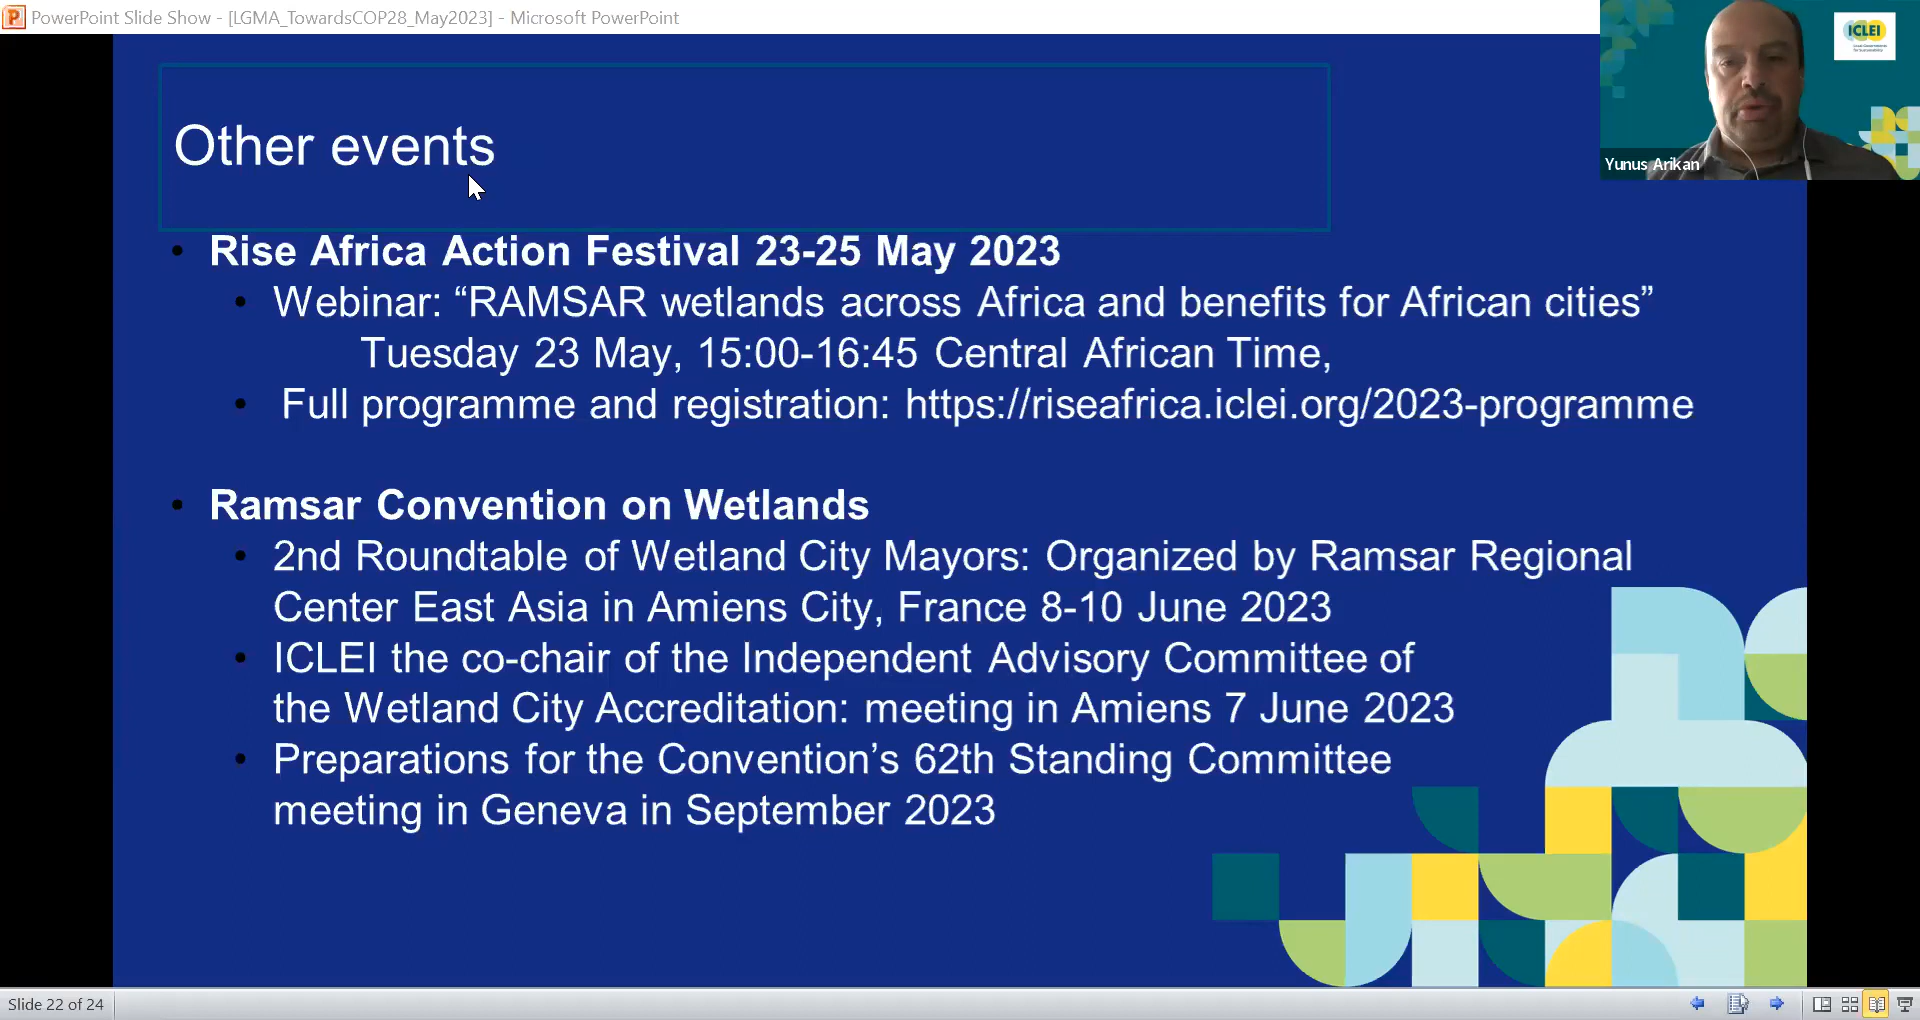 PowerPoint Slide Show - [LGMA_TowardsCOP28_May2023] - Microsoft PowerPoint
ICLEI
Yunus Arikan
Other events
Rise Africa Action Festival 23-25 May 2023
Webinar: “RAMSAR wetlands across Africa and benefits for African cities”
Tuesday 23 May, 15:00-16:45 Central African Time,
Full programme and registration: https://riseafrica.iclei.org/2023-programme
Ramsar Convention on Wetlands
2nd Roundtable of Wetland City Mayors: Organized by Ramsar Regional
Center East Asia in Amiens City, France 8-10 June 2023
ICLEI the co-chair of the Independent Advisory Committee of
the Wetland City Accreditation: meeting in Amiens 7 June 2023
Preparations for the Convention’s 62th Standing Committee
meeting in Geneva in September 2023
Slide 22 of 24